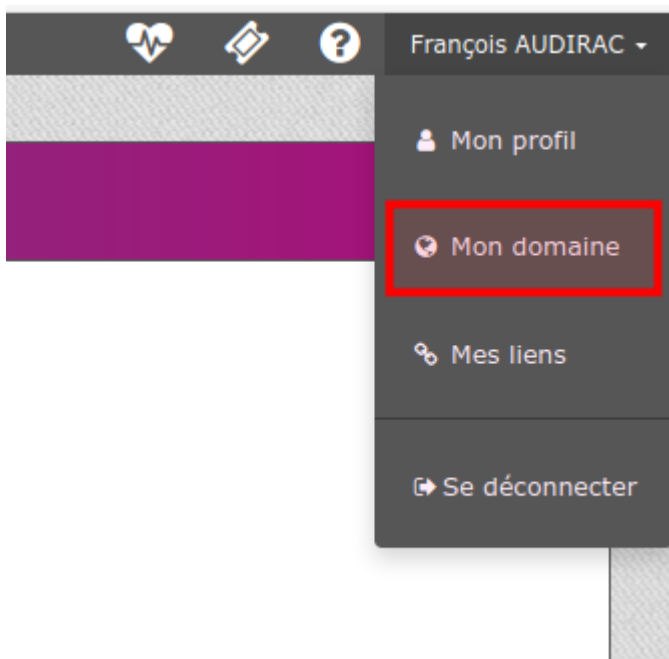 François AUDIRAC
Mon profil
Mon domaine
Mes liens
Se déconnecter